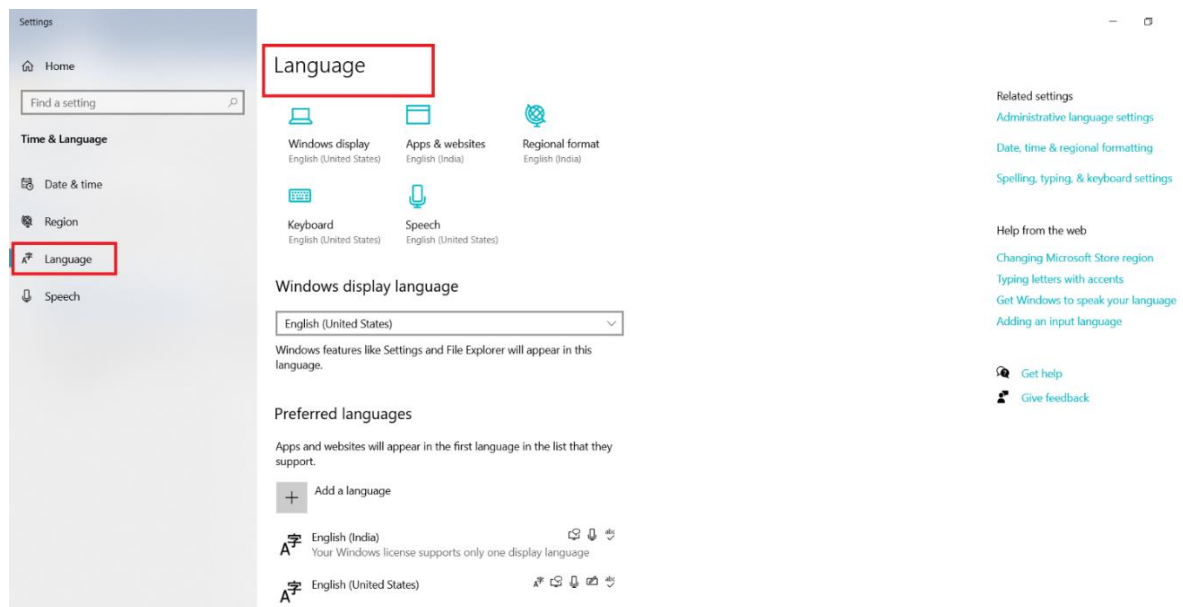 Settings
Home
Find a setting
Time & Language
Date & time
Region
Language
Speech
Language
Windows display
English (United States)
Apps & websites
English (India)
Regional format
English (India)
Keyboard
English (United States)
Speech
English (United States)
Windows display language
English (United States)
Windows features like Settings and File Explorer will appear in this
language.
Preferred languages
Apps and websites will appear in the first language in the list that they
support.
Add a language
English (India)
Your Windows license supports only one display language
English (United States)
Related settings
Administrative language settings
Date, time & regional formatting
Spelling, typing, & keyboard settings
Help from the web
Changing Microsoft Store region
Typing letters with accents
Get Windows to speak your language
Adding an input language
Get help
Give feedback